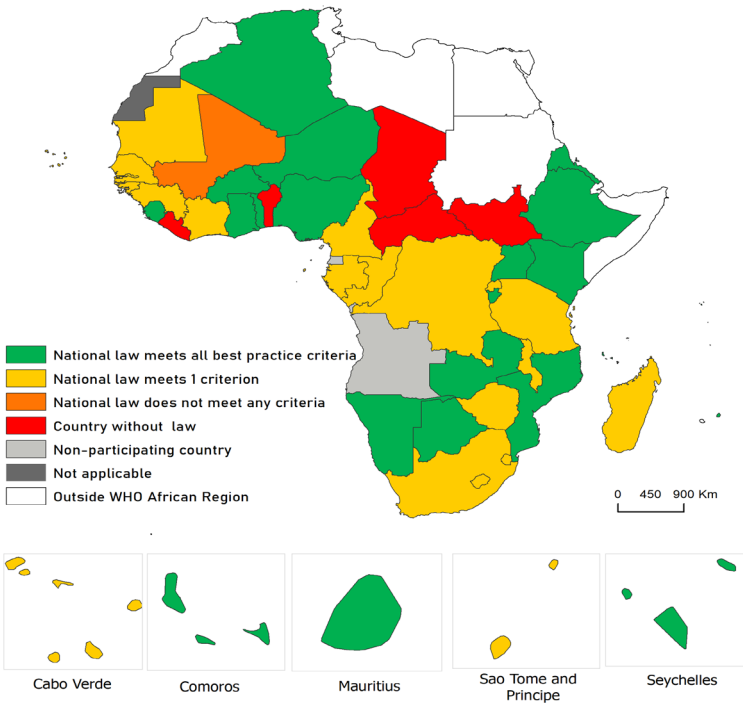 National law meets all best practice criteria
National law meets 1 criterion
National law does not meet any criteria
Country without law
Non-participating country
Not applicable
Outside WHO African Region
0 450 900 Km
Cabo Verde
Comoros
Mauritius
Sao Tome and
Principe
Seychelles